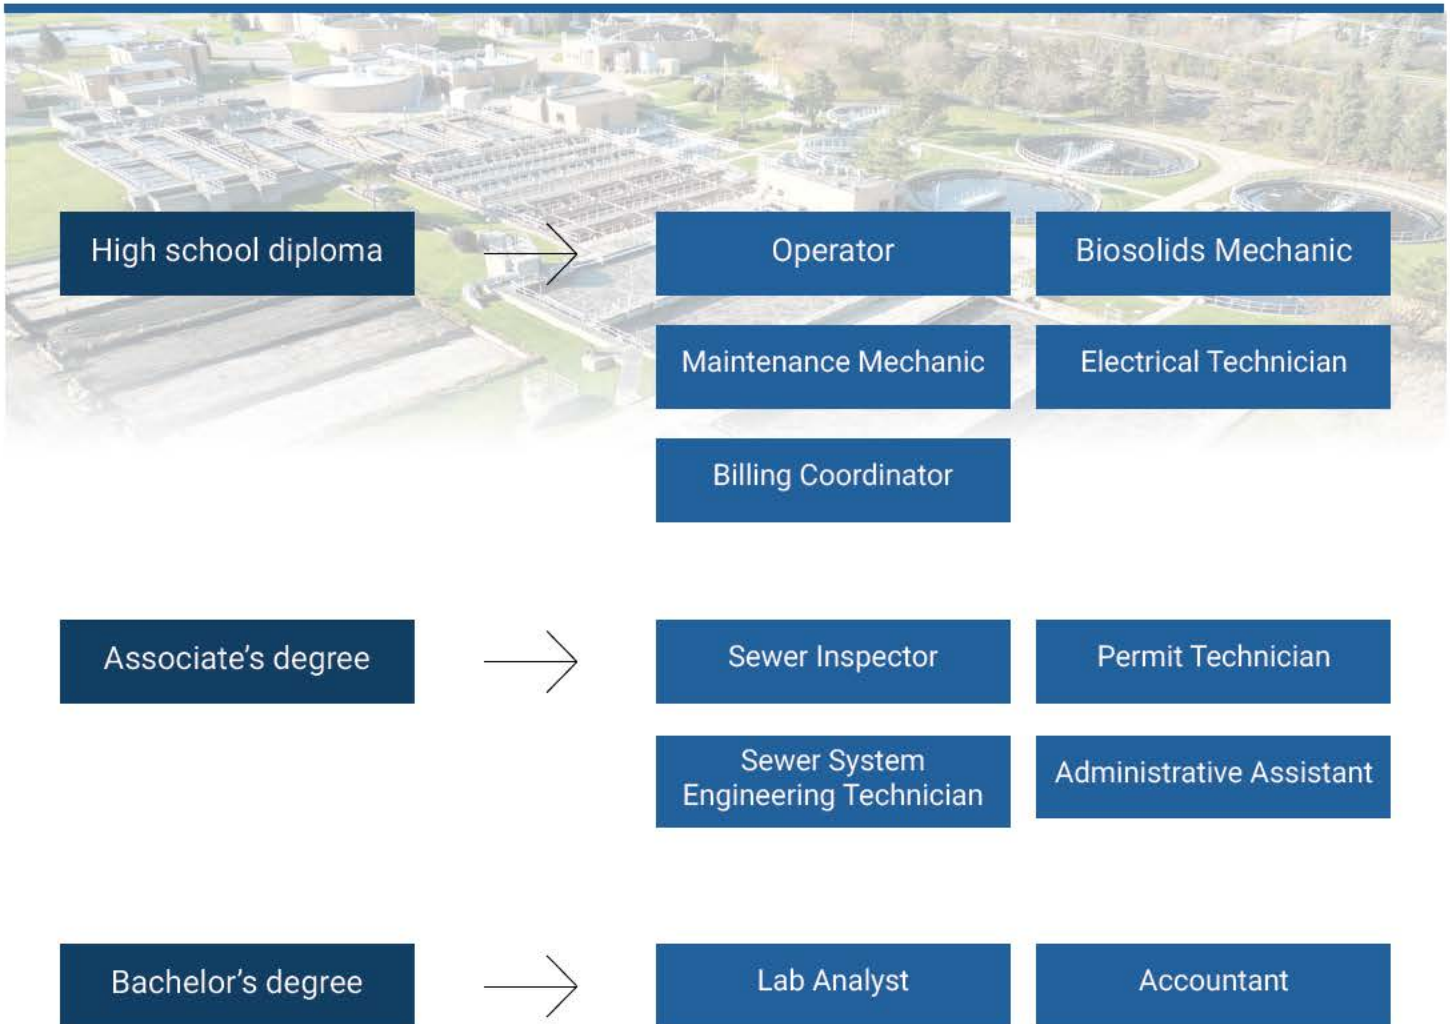 High school diploma
Operator
Biosolids Mechanic
Maintenance Mechanic
Electrical Technician
Billing Coordinator
Associate’s degree
Sewer Inspector
Permit Technician
Sewer System
Engineering Technician
Administrative Assistant
Bachelor’s degree
Lab Analyst
Accountant